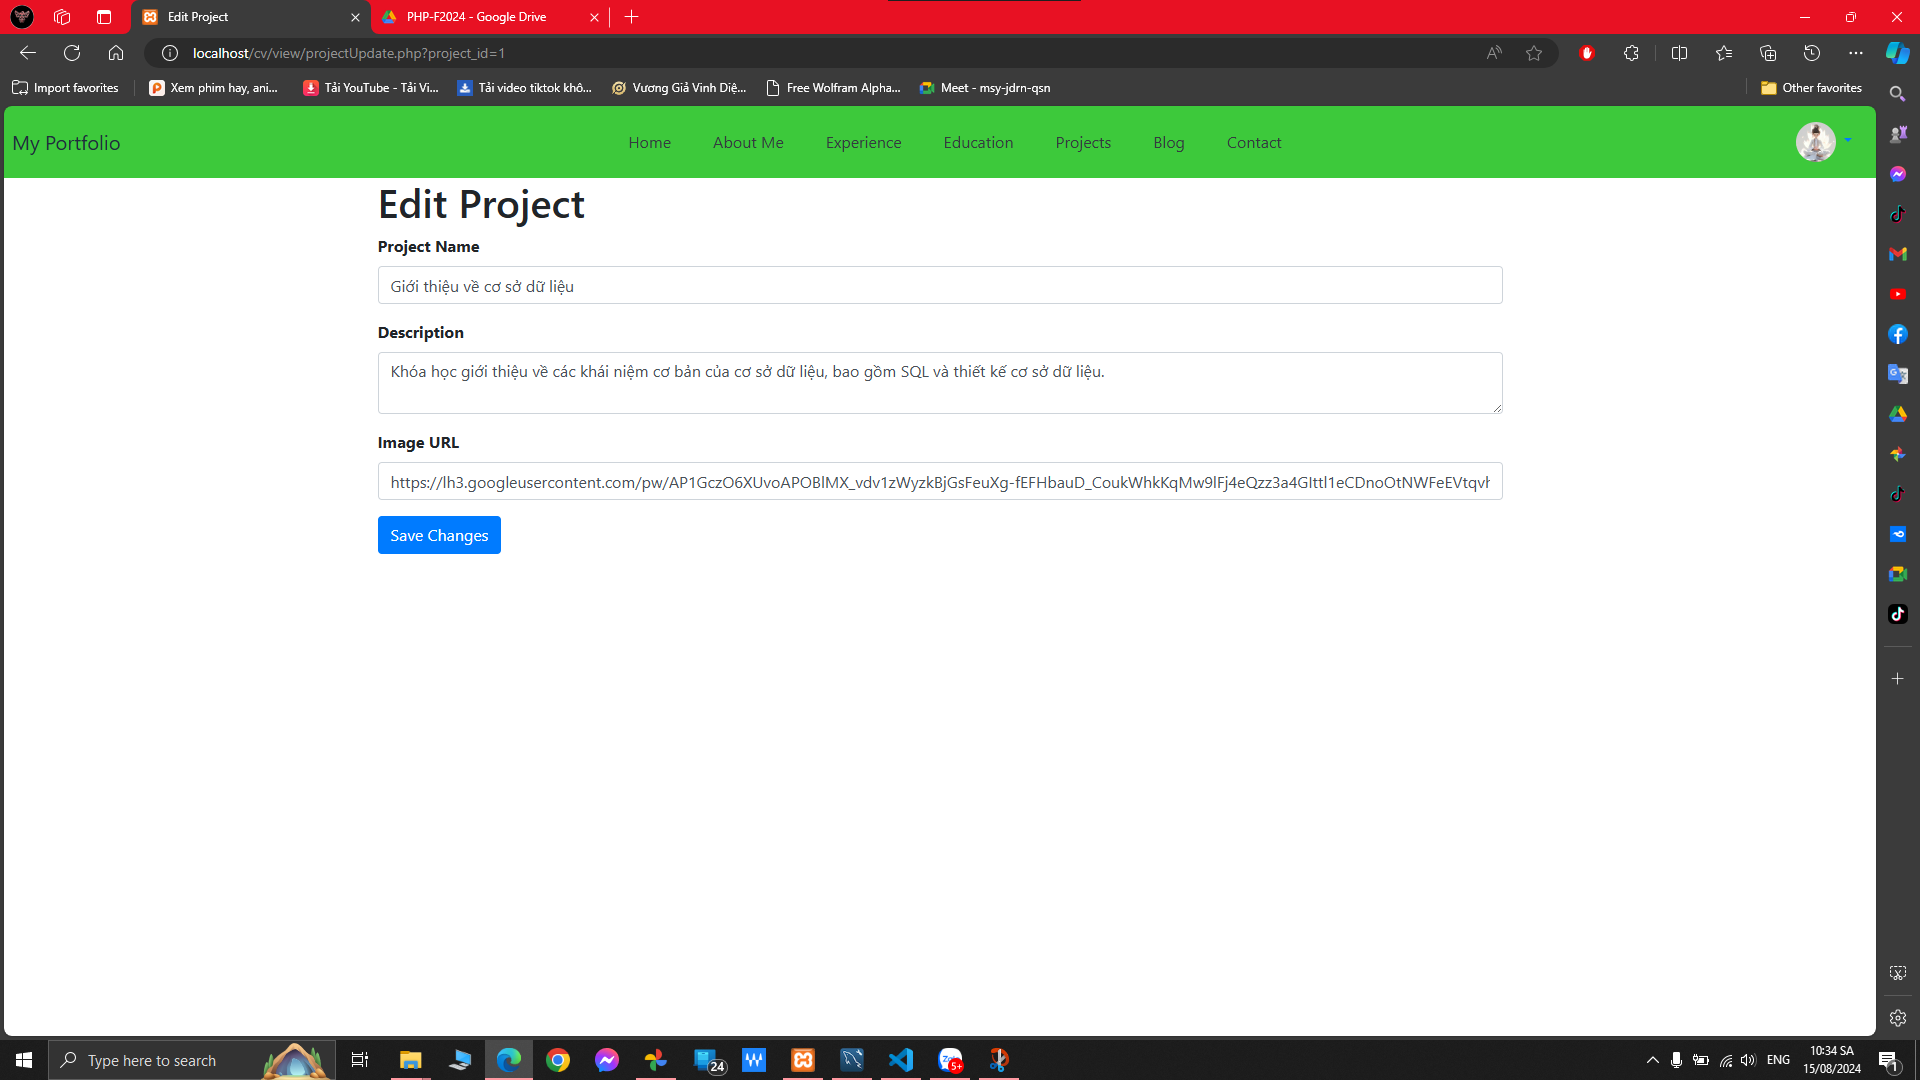 Edit Project
PHP-F2024 - Google Drive
localhost/cv/view/projectUpdate.php?project_id=1
Import favorites
Xem phim hay, ani...
Tải YouTube - Tải Vi...
Tải video tiktok khô...
Vương Giả Vinh Diệ...
Free Wolfram Alpha...
Meet - msy-jdrn-qsn
Other favorites
My Portfolio
Home
About Me
Experience
Education
Projects
Blog
Contact
Edit Project
Project Name
Giới thiệu về cơ sở dữ liệu
Description
Khóa học giới thiệu về các khái niệm cơ bản của cơ sở dữ liệu, bao gồm SQL và thiết kế cơ sở dữ liệu.
Image URL
https://lh3.googleusercontent.com/pw/AP1GczO6XUvoAPOBlMX_vdv1zWyzkBjGsFeuXg-fEFHbauD_CoukWhkKqMw9lFj4eQzz3a4GIttl1eCDnoOtNWFeEVtqvh
Save Changes
Type here to search
24
5+
ENG
10:34 SA
15/08/2024
1